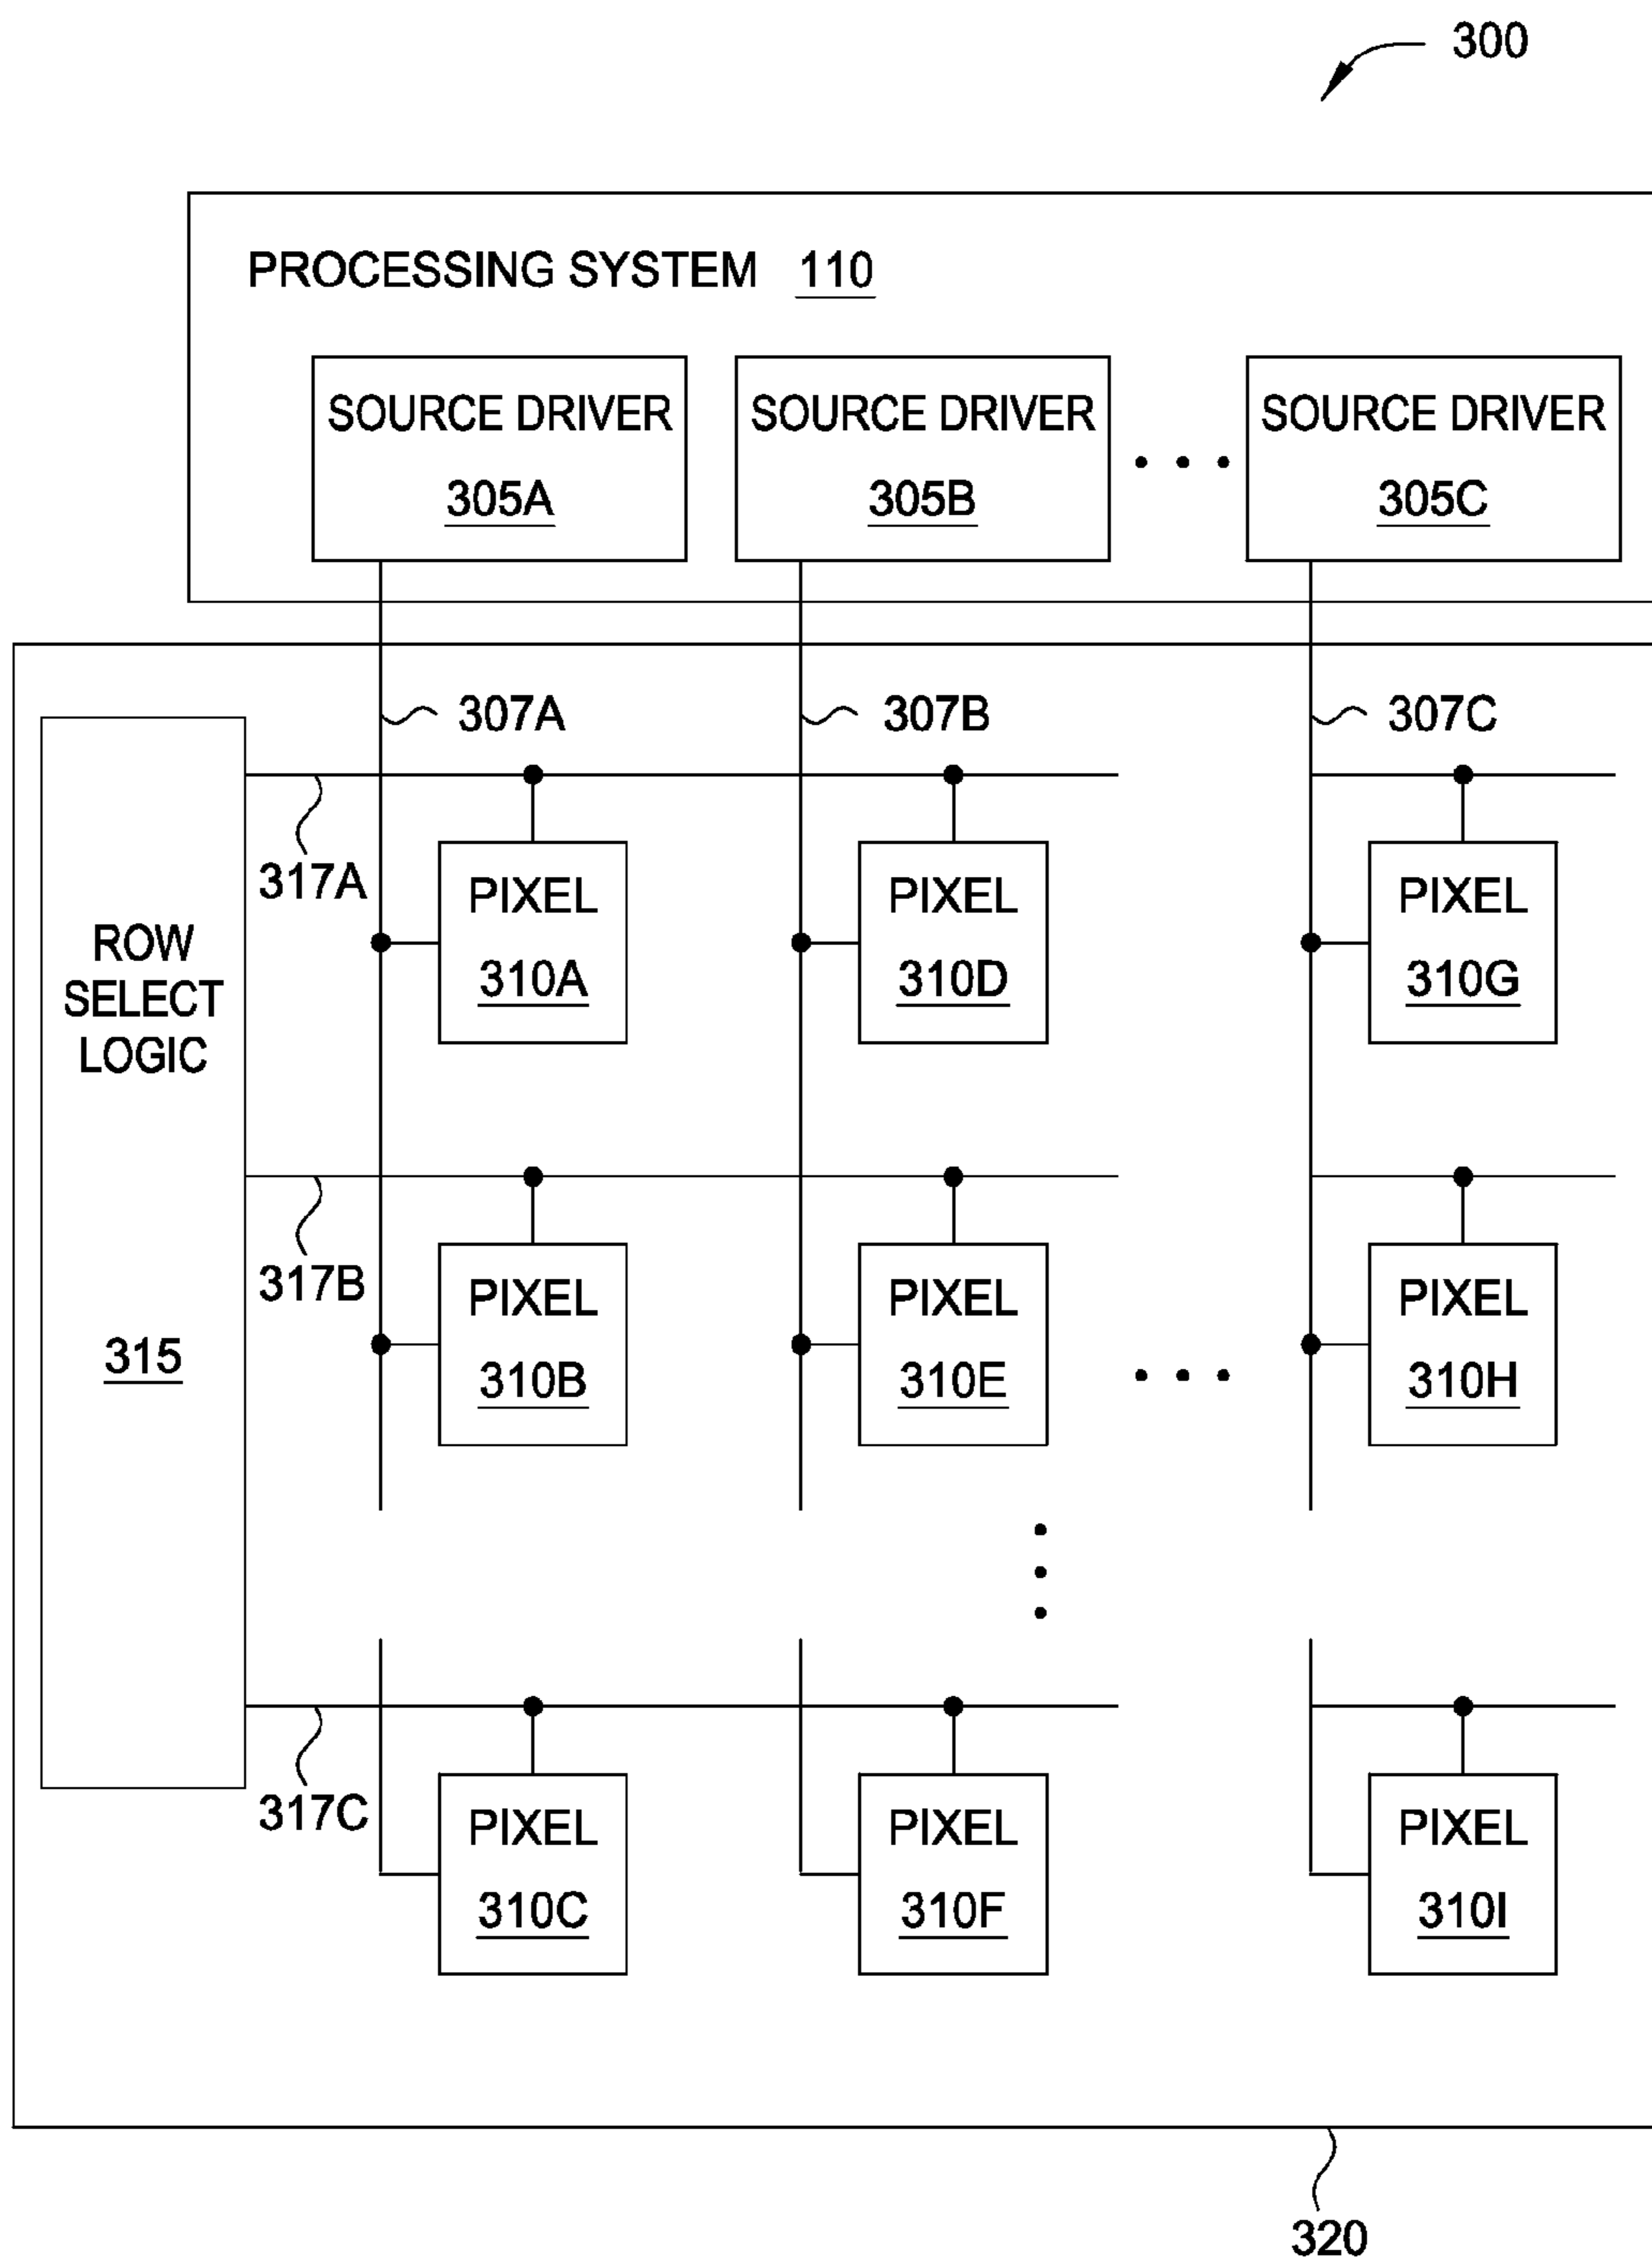 300
PROCESSING SYSTEM 110
SOURCE DRIVER
305A
SOURCE DRIVER
305B
SOURCE DRIVER
305C
307A
307B
307C
317A
ROW
SELECT
LOGIC
315
PIXEL
310A
PIXEL
310D
PIXEL
310G
317B
PIXEL
310B
PIXEL
310E
PIXEL
310H
317C
PIXEL
310C
PIXEL
310F
PIXEL
310I
320